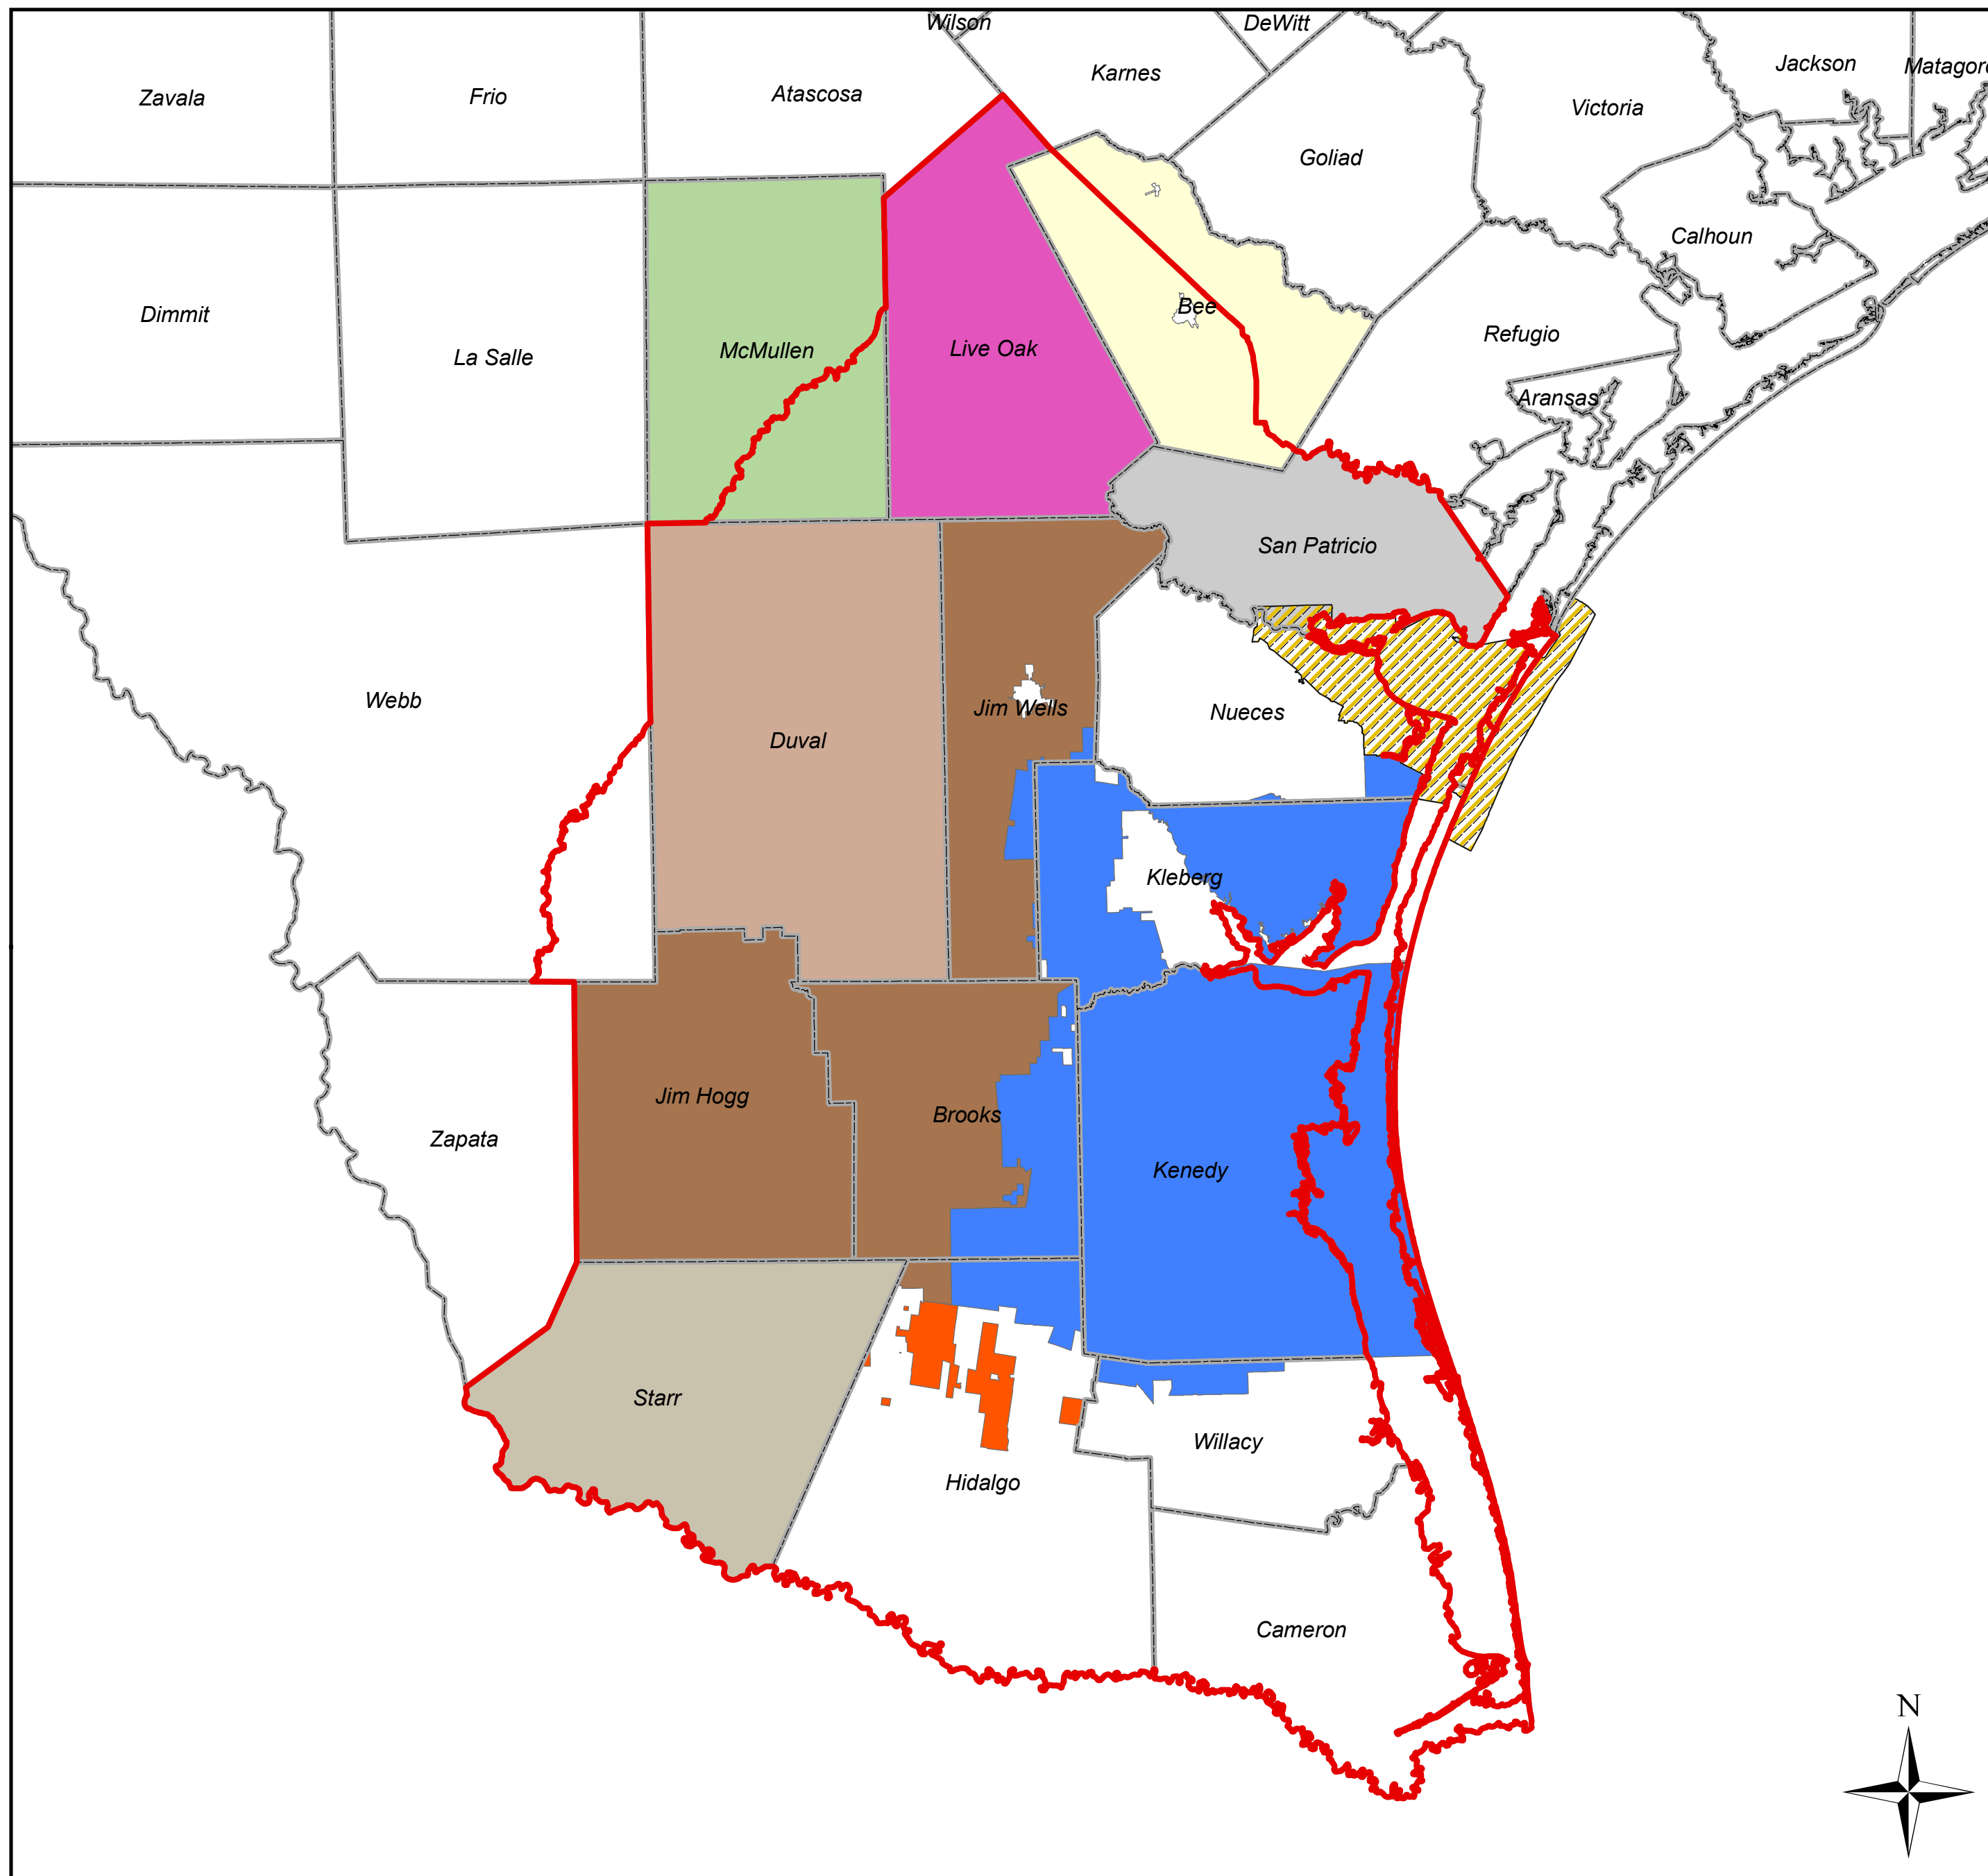 Wilson
DeWitt
Zavala
Frio
Atascosa
Karnes
Jackson
Matagor
Victoria
Goliad
Calhoun
Dimmit
La Salle
McMullen
Live Oak
Bee
Refugio
Aransas
San Patricio
Webb
Duval
Jim Wells
Nueces
Kleberg
Jim Hogg
Brooks
Zapata
Kenedy
Starr
Hidalgo
Willacy
Cameron
N